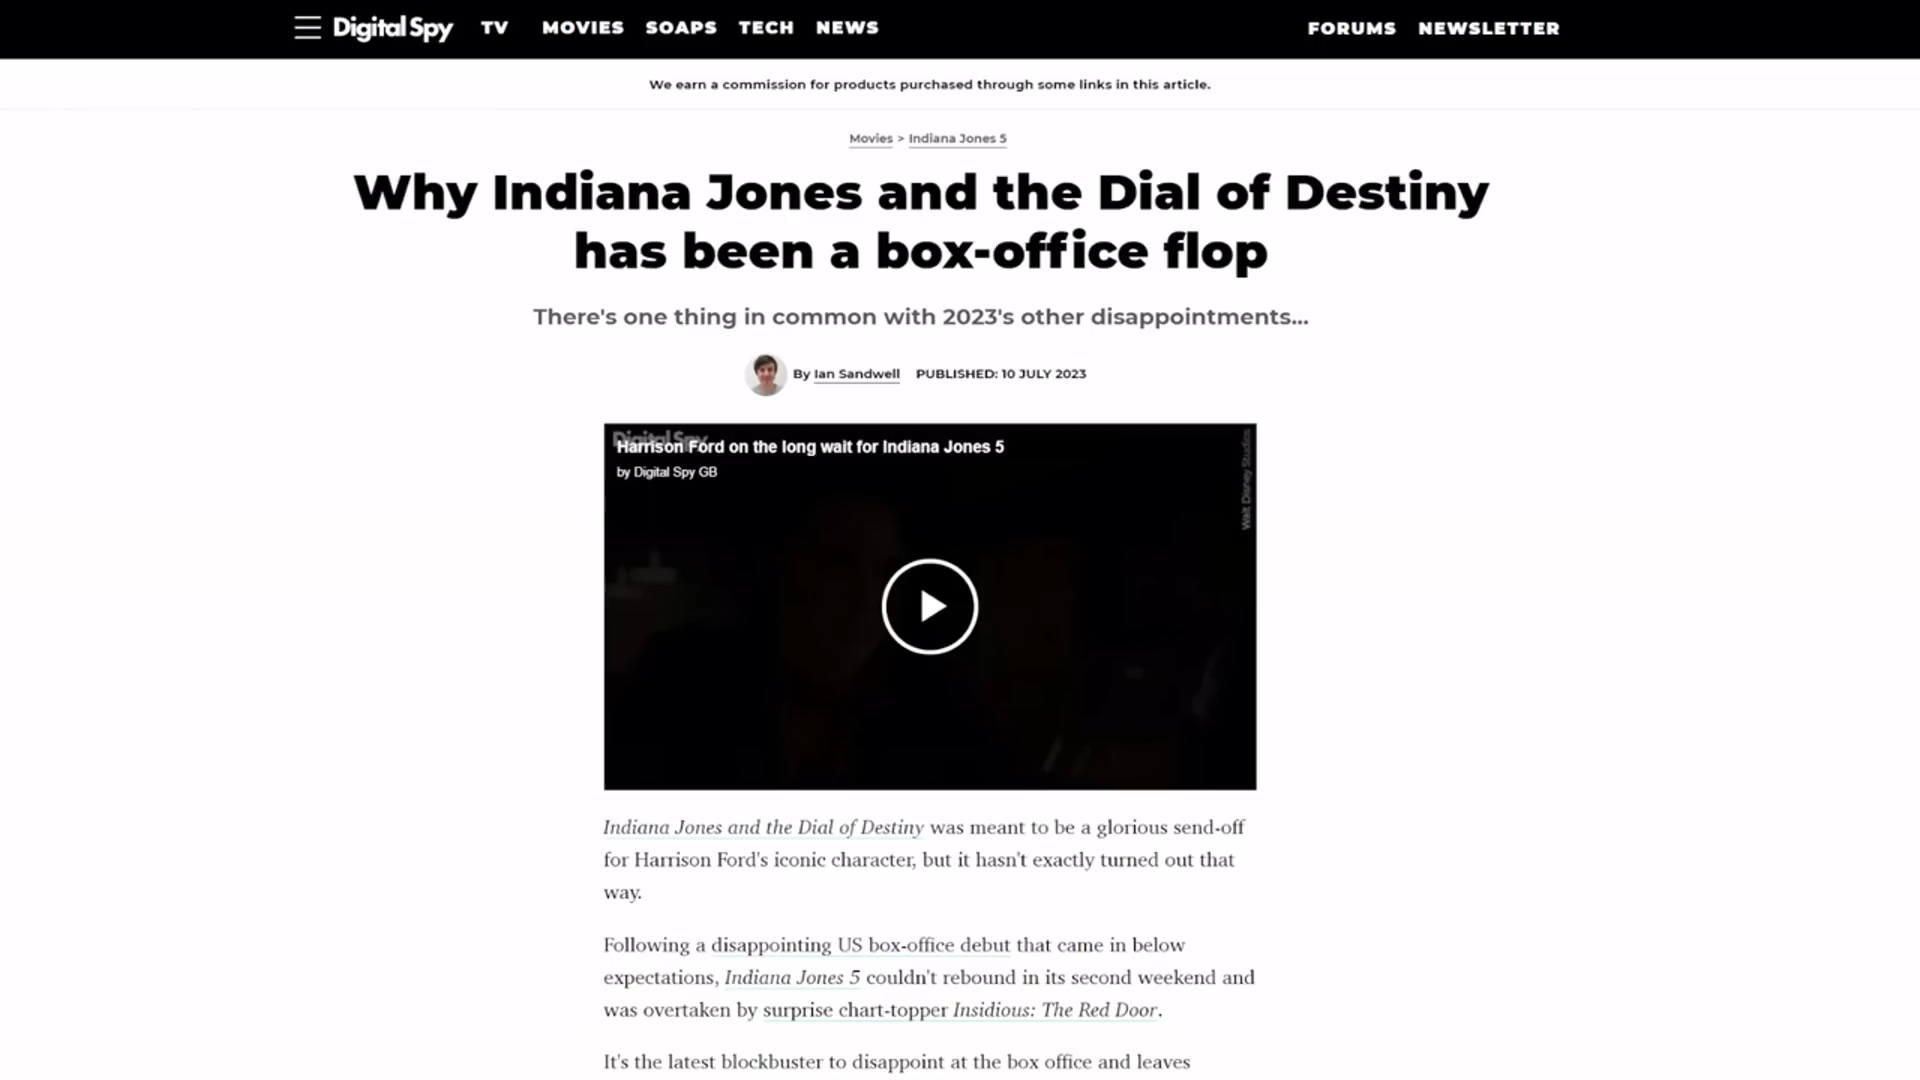 Digital Spy TV MOVIES SOAPS TECH NEWS FORUMS NEWSLETTER
We earn a commission for products purchased through some links in this article.
Movies > Indiana Jones 5
Why Indiana Jones and the Dial of Destiny
has been a box-office flop
There's one thing in common with 2023's other disappointments...
By Ian Sandwell PUBLISHED: 10 JULY 2023
Digital Spy
Harrison Ford on the long wait for Indiana Jones 5
by Digital Spy GB
Walt Disney Studios
Indiana Jones and the Dial of Destiny was meant to be a glorious send-off
for Harrison Ford's iconic character, but it hasn't exactly turned out that
way.
Following a disappointing US box-office debut that came in below
expectations, Indiana Jones 5 couldn't rebound in its second weekend and
was overtaken by surprise chart-topper Insidious: The Red Door.
It's the latest blockbuster to disappoint at the box office and leaves